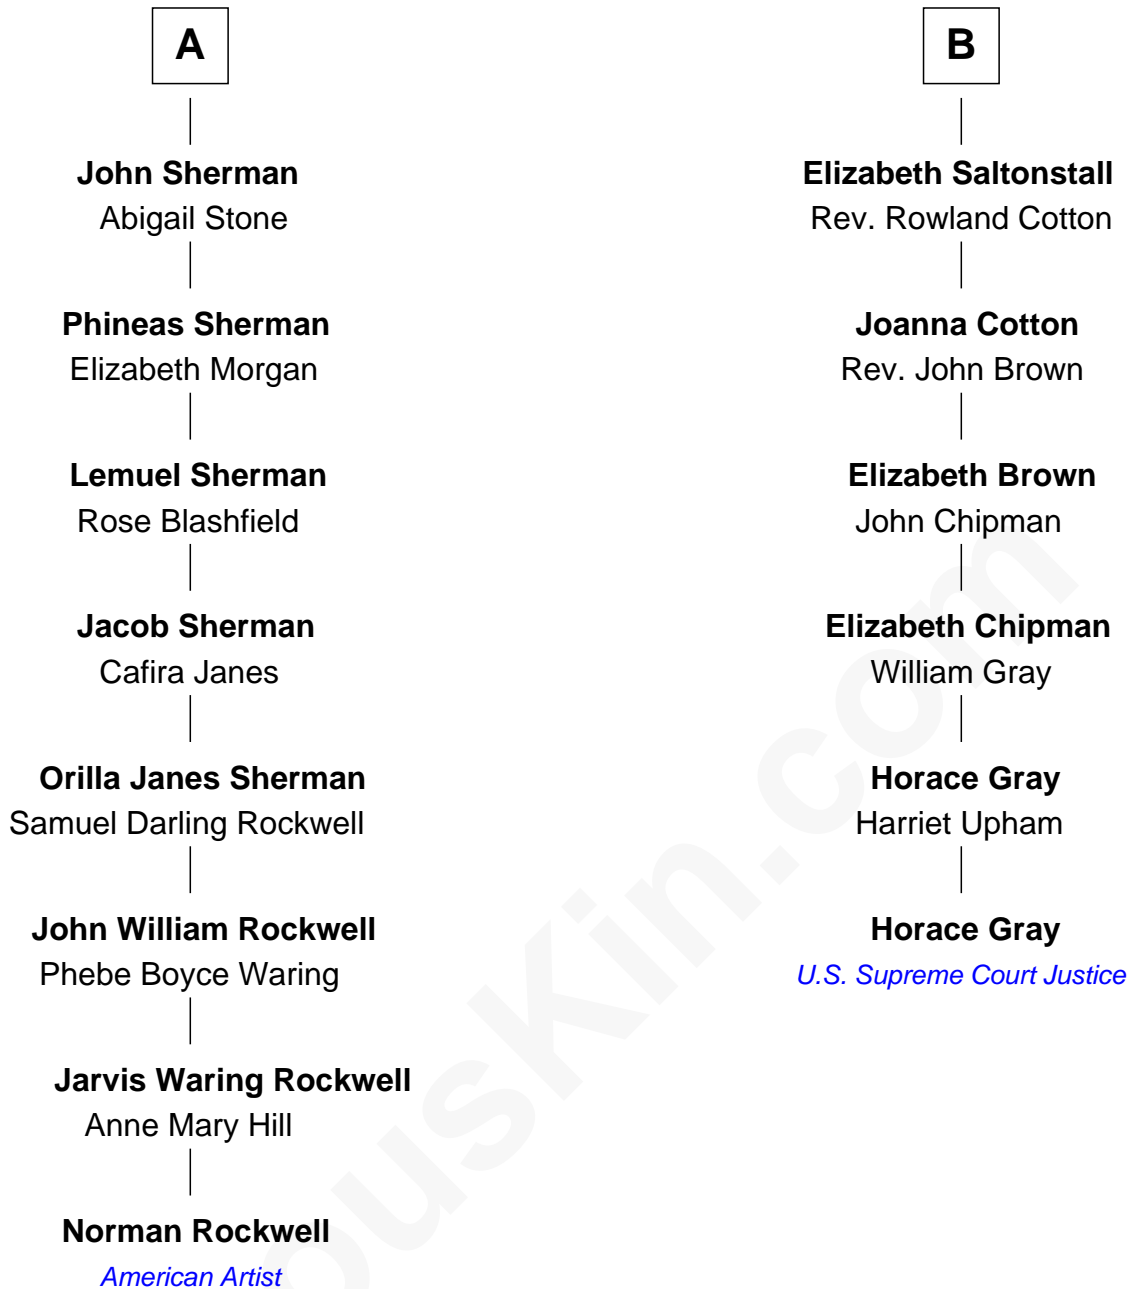 A
John Sherman
Abigail Stone
Phineas Sherman
Elizabeth Morgan
Lemuel Sherman
Rose Blashfield
Jacob Sherman
Cafira Janes
Orilla Janes Sherman
Samuel Darling Rockwell
John William Rockwell
Phebe Boyce Waring
Jarvis Waring Rockwell
Anne Mary Hill
Norman Rockwell
American Artist
B
Elizabeth Saltonstall
Rev. Rowland Cotton
Joanna Cotton
Rev. John Brown
Elizabeth Brown
John Chipman
Elizabeth Chipman
William Gray
Horace Gray
Harriet Upham
Horace Gray
U.S. Supreme Court Justice
ousKin.com